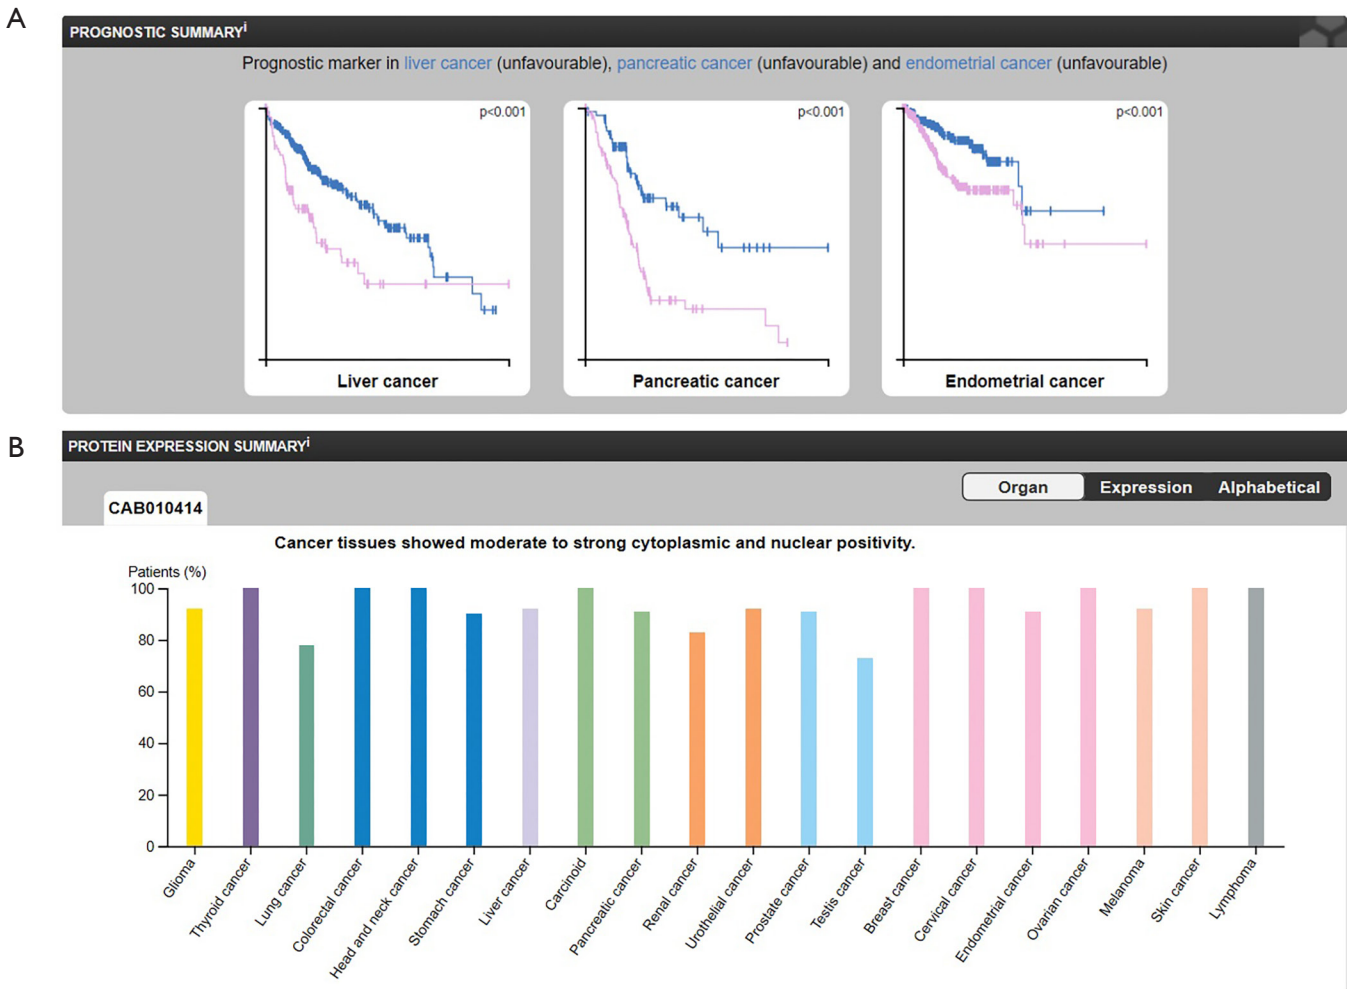 A
PROGNOSTIC SUMMARYi
Prognostic marker in liver cancer (unfavourable), pancreatic cancer (unfavourable) and endometrial cancer (unfavourable)
p<0.001
p<0.001
p<0.001
Liver cancer
Pancreatic cancer
Endometrial cancer
B
PROTEIN EXPRESSION SUMMARYi
Organ
Expression
Alphabetical
CAB010414
Cancer tissues showed moderate to strong cytoplasmic and nuclear positivity.
Patients (%)
100
80
60
40
20
0
Glioma
Thyroid cancer
Lung cancer
Colorectal cancer
Head and neck cancer
Stomach cancer
Liver cancer
Carcinoid
Pancreatic cancer
Renal cancer
Urothelial cancer
Prostate cancer
Testis cancer
Breast cancer
Cervical cancer
Endometrial cancer
Ovarian cancer
Melanoma
Skin cancer
Lymphoma